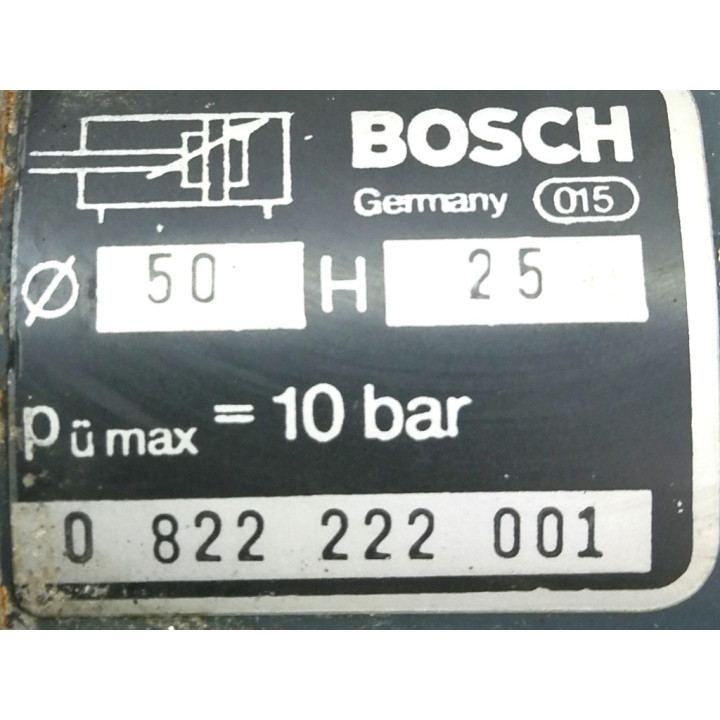 BOSCH
Germany 015
Ø 50 H 25
pü max = 10 bar
0 822 222 001